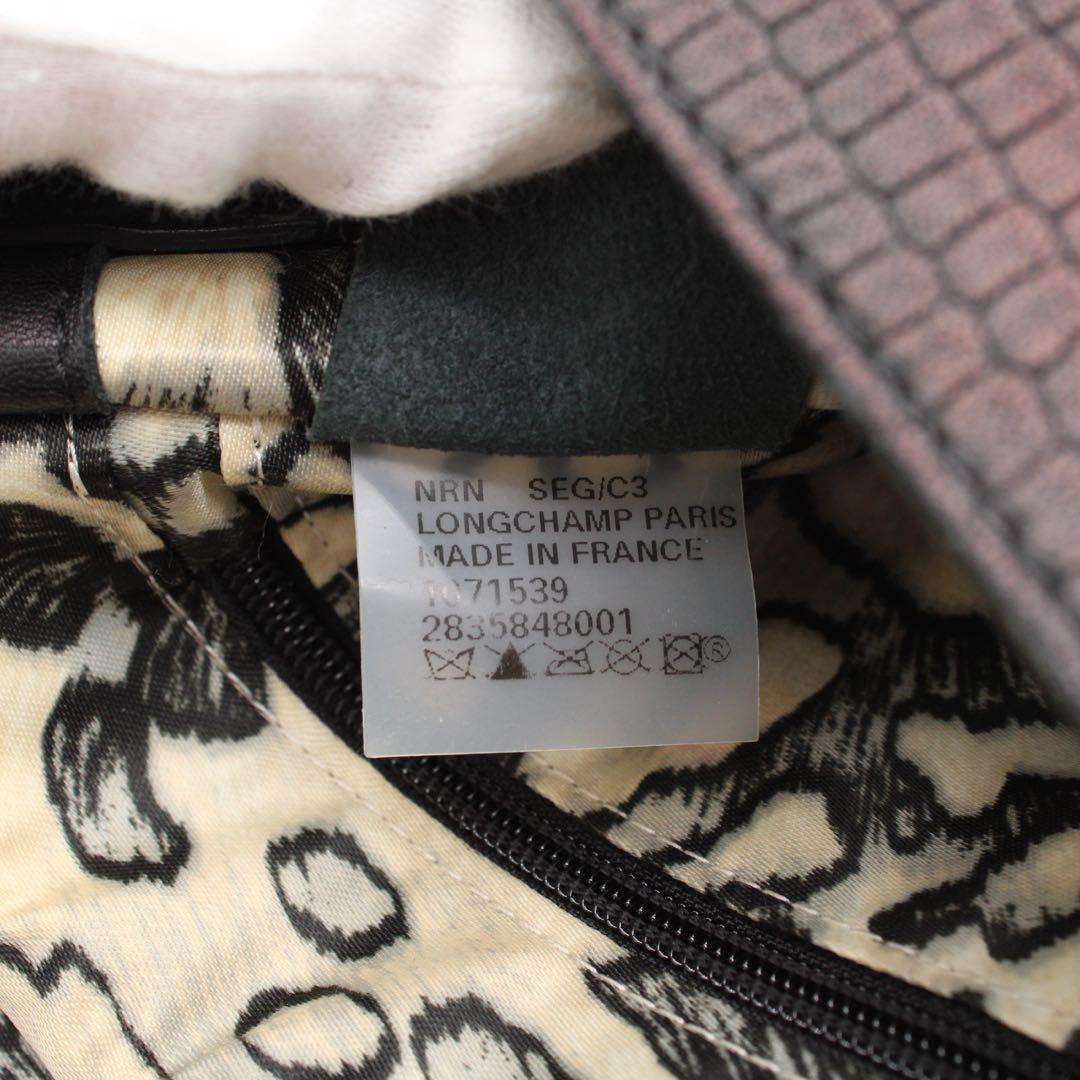 NRN SEG/C3
LONGCHAMP PARIS
MADE IN FRANCE
1071539
2835848001
®